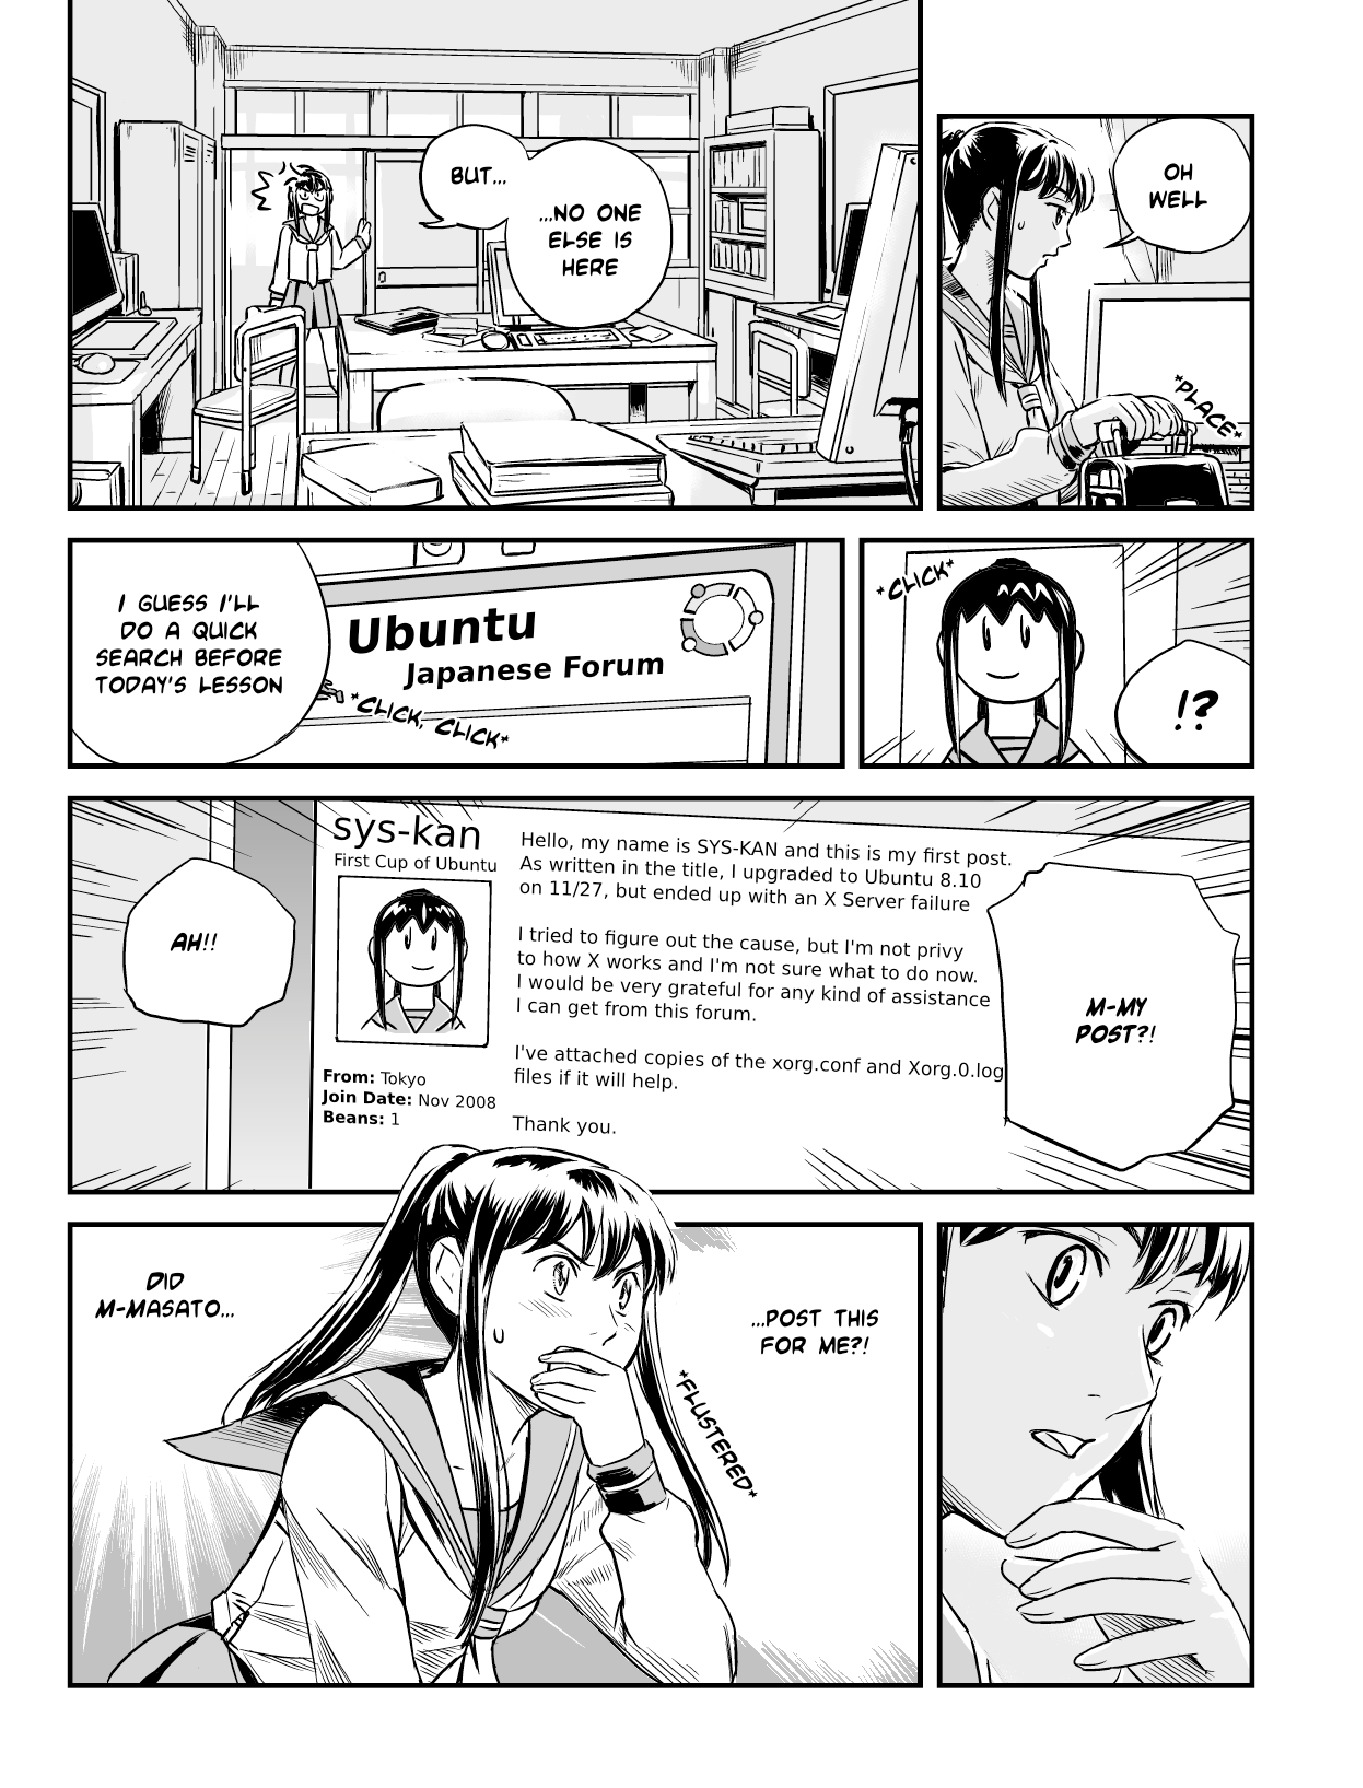 BUT...
...NO ONE
ELSE IS
HERE
OH
WELL
*PLACE*
I GUESS I'LL
DO A QUICK
SEARCH BEFORE
TODAY'S LESSON
Ubuntu
Japanese Forum
*CLICK, CLICK*
*CLICK*
!?
AH!!
sys-kan
First Cup of Ubuntu
From: Tokyo
Join Date: Nov 2008
Beans: 1
Hello, my name is SYS-KAN and this is my first post.
As written in the title, I upgraded to Ubuntu 8.10
on 11/27, but ended up with an X Server failure
I tried to figure out the cause, but I'm not privy
to how X works and I'm not sure what to do now.
I would be very grateful for any kind of assistance
I can get from this forum.
I've attached copies of the xorg.conf and Xorg.0.log
files if it will help.
Thank you.
M-MY
POST?!
DID
M-MASATO...
...POST THIS
FOR ME?!
*FLUSTERED*